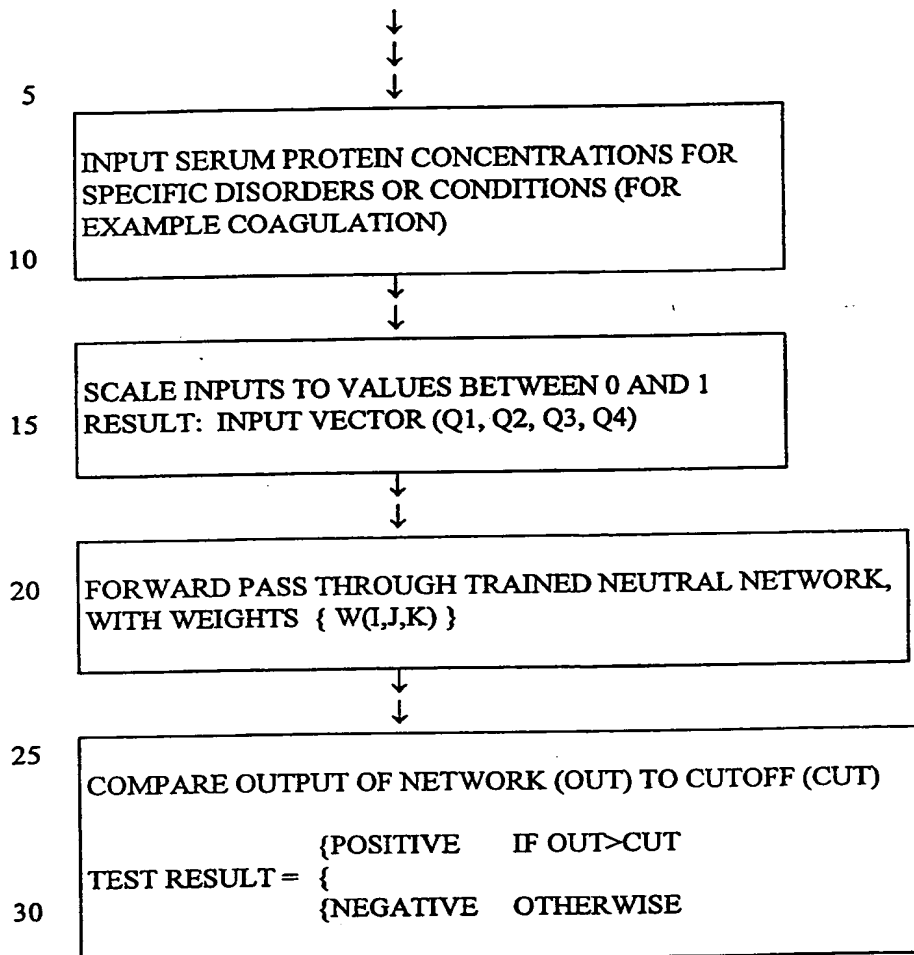 ↓
↓
5 ↓
INPUT SERUM PROTEIN CONCENTRATIONS FOR
SPECIFIC DISORDERS OR CONDITIONS (FOR
EXAMPLE COAGULATION)
10
↓
↓
SCALE INPUTS TO VALUES BETWEEN 0 AND 1
15 RESULT: INPUT VECTOR (Q1, Q2, Q3, Q4)
↓
↓
20 FORWARD PASS THROUGH TRAINED NEUTRAL NETWORK,
WITH WEIGHTS { W(I,J,K) }
↓
↓
25
COMPARE OUTPUT OF NETWORK (OUT) TO CUTOFF (CUT)
{POSITIVE IF OUT>CUT
TEST RESULT = {
30 {NEGATIVE OTHERWISE